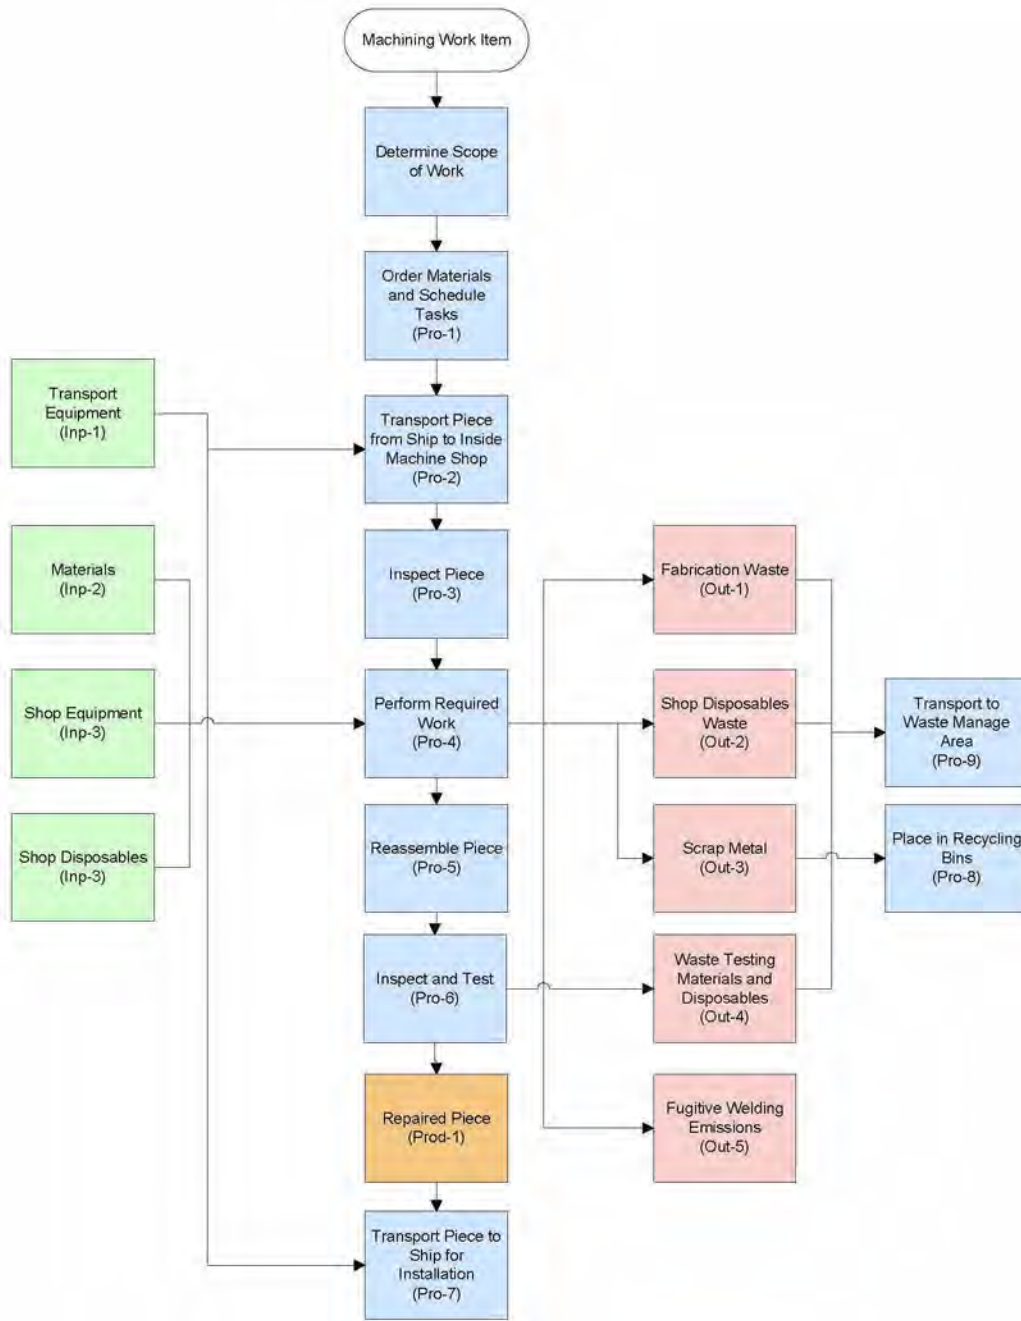 Machining Work Item
Determine Scope
of Work
Order Materials
and Schedule
Tasks
(Pro-1)
Transport
Equipment
(Inp-1)
Transport Piece
from Ship to Inside
Machine Shop
(Pro-2)
Materials
(Inp-2)
Inspect Piece
(Pro-3)
Fabrication Waste
(Out-1)
Shop Equipment
(Inp-3)
Perform Required
Work
(Pro-4)
Shop Disposables
Waste
(Out-2)
Transport to
Waste Manage
Area
(Pro-9)
Shop Disposables
(Inp-3)
Reassemble Piece
(Pro-5)
Scrap Metal
(Out-3)
Place in Recycling
Bins
(Pro-8)
Inspect and Test
(Pro-6)
Waste Testing
Materials and
Disposables
(Out-4)
Repaired Piece
(Prod-1)
Fugitive Welding
Emissions
(Out-5)
Transport Piece to
Ship for
Installation
(Pro-7)